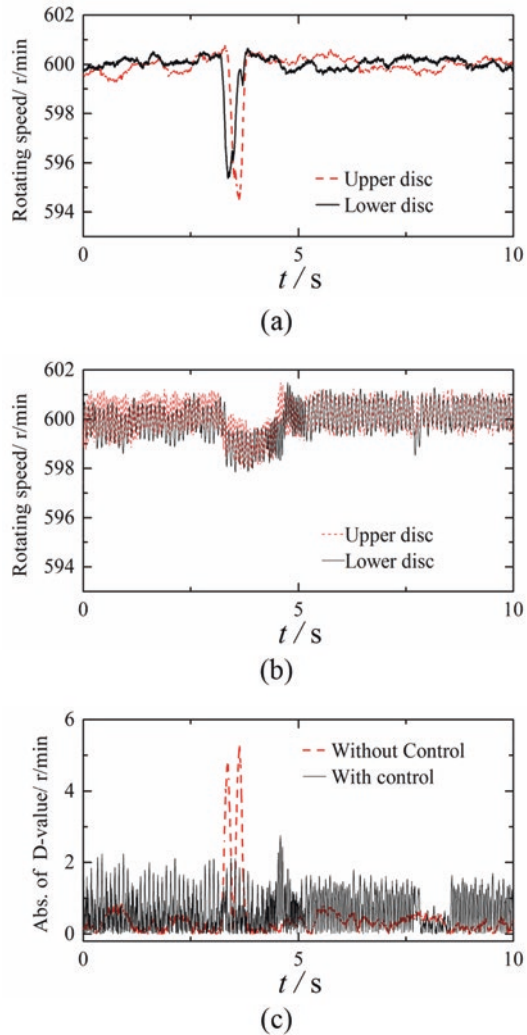 602
600
598
596
594
Rotating speed/ r/min
Upper disc
Lower disc
0
5
10
t / s
(a)
602
600
598
596
594
Rotating speed/ r/min
Upper disc
Lower disc
0
5
10
t / s
(b)
6
4
2
0
Abs. of D-value/ r/min
Without Control
With control
0
5
10
t / s
(c)